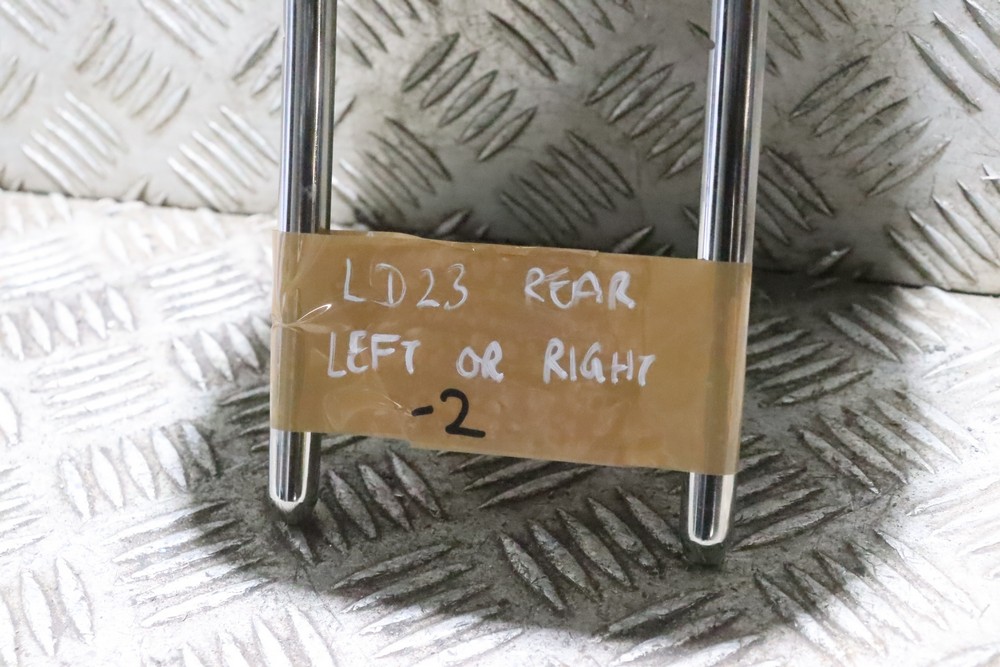 LD23 REAR
LEFT OR RIGHT
-2